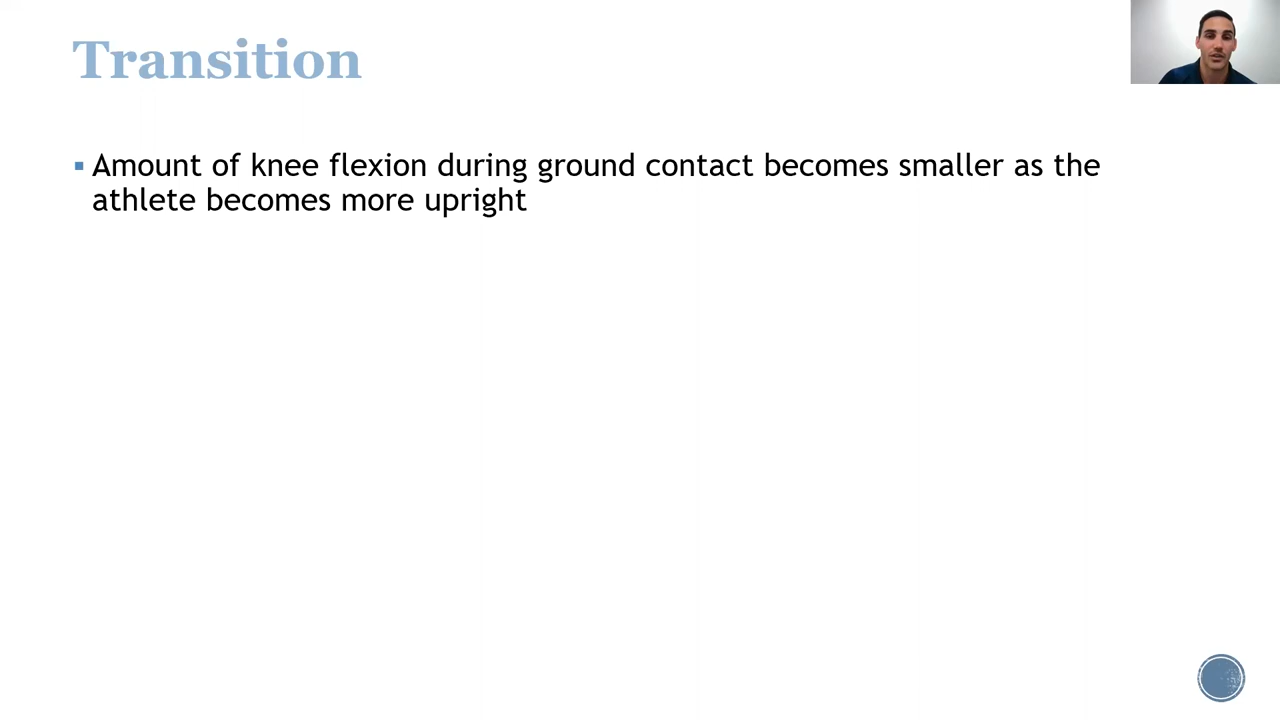 Transition
Amount of knee flexion during ground contact becomes smaller as the
athlete becomes more upright